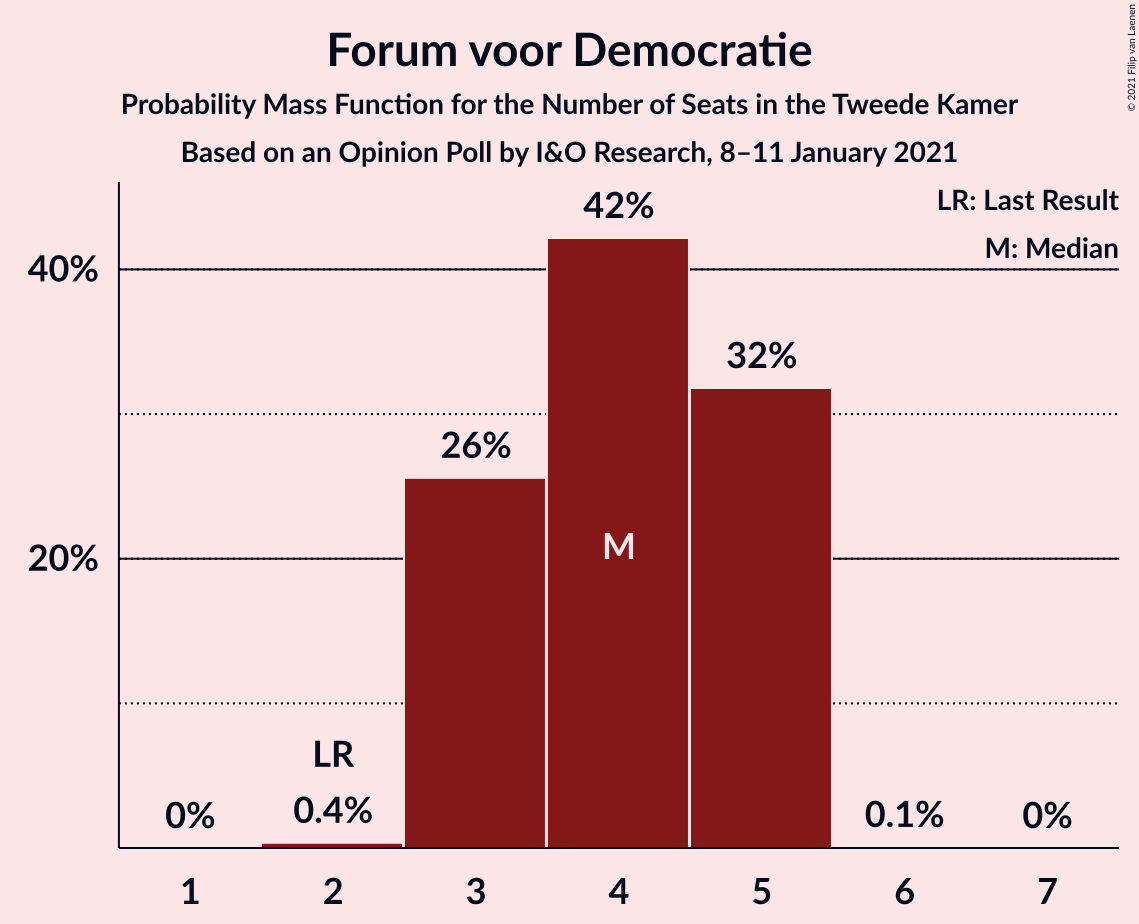 Forum voor Democratie
Probability Mass Function for the Number of Seats in the Tweede Kamer
Based on an Opinion Poll by I&O Research, 8–11 January 2021
© 2021 Filip van Laenen
LR: Last Result
M: Median
42%
40%
32%
26%
M
20%
LR
0%
0.4%
0.1%
0%
1 2 3 4 5 6 7